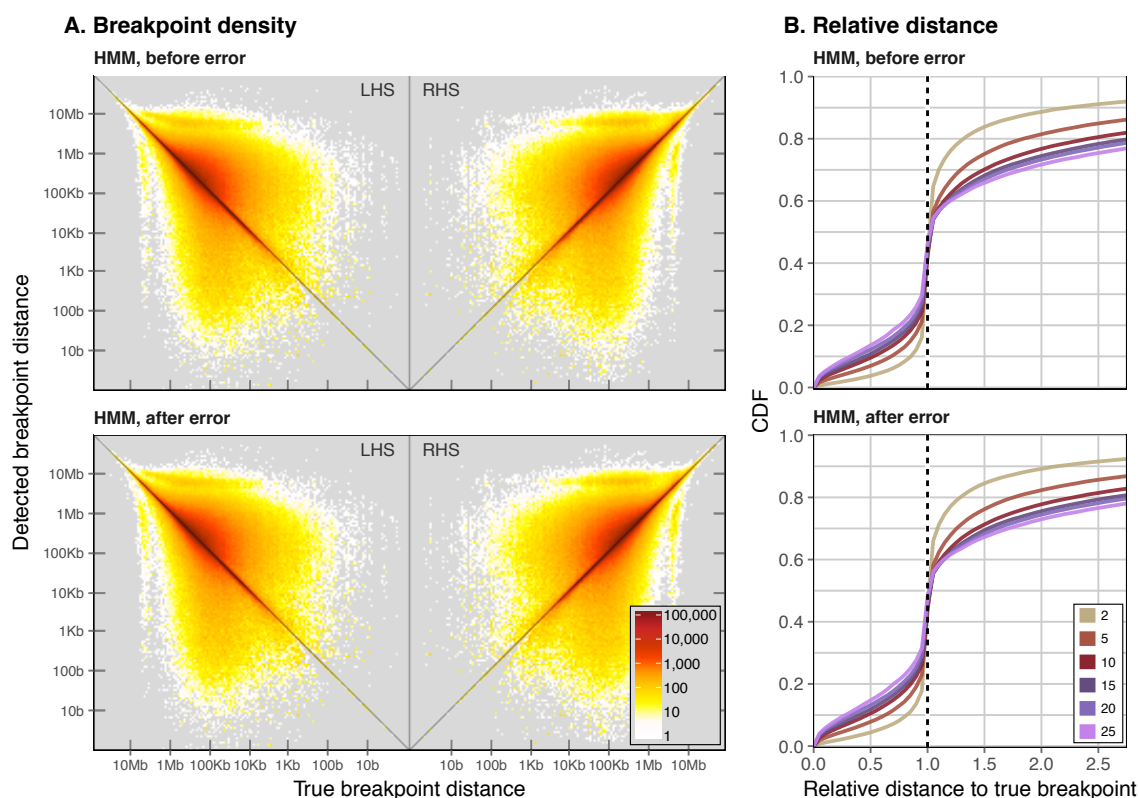 A. Breakpoint density
HMM, before error
LHS
RHS
10Mb
1Mb
100Kb
10Kb
1Kb
100b
10b
HMM, after error
LHS
RHS
10Mb
1Mb
100Kb
10Kb
1Kb
100b
10b
100,000
10,000
1,000
100
10
1
10Mb 1Mb 100Kb 10Kb 1Kb 100b 10b 10b 100b 1Kb 10Kb 100Kb 1Mb 10Mb
Detected breakpoint distance
True breakpoint distance
B. Relative distance
HMM, before error
1.0
0.8
0.6
0.4
0.2
0.0
HMM, after error
1.0
0.8
0.6
0.4
0.2
0.0
2
5
10
15
20
25
0.0 0.5 1.0 1.5 2.0 2.5
CDF
Relative distance to true breakpoint